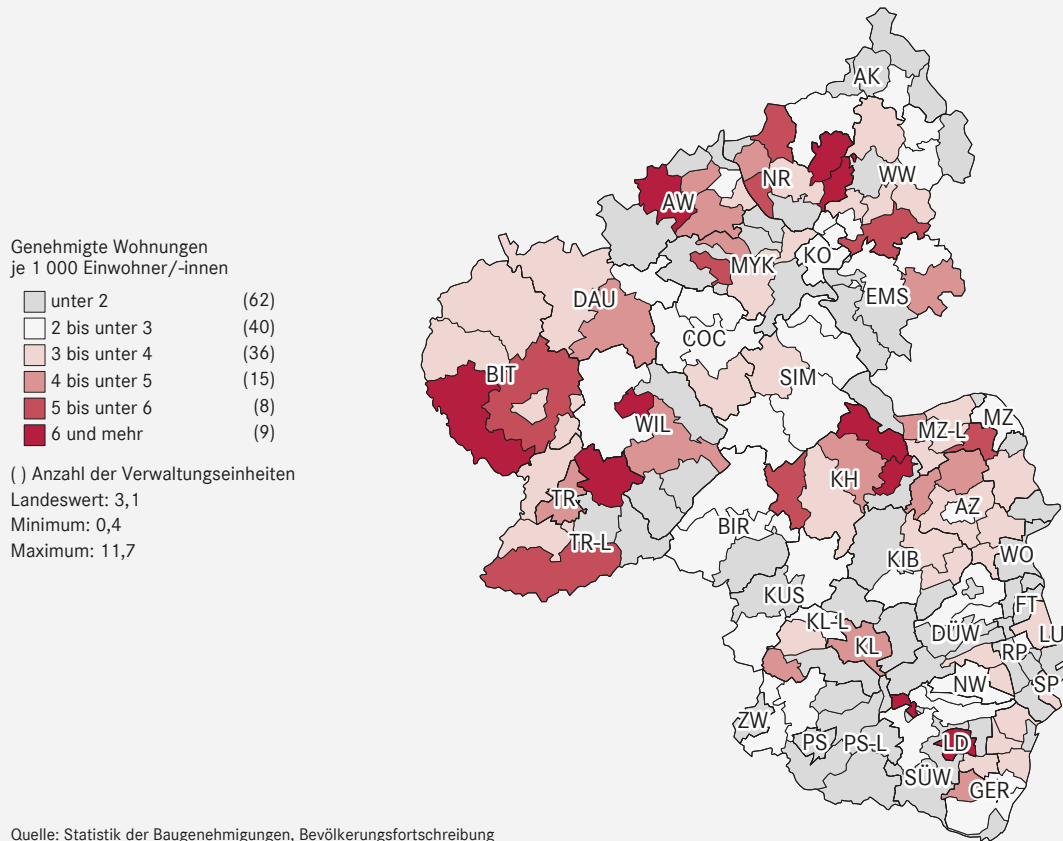 Genehmigte Wohnungen
je 1 000 Einwohner/-innen
unter 2 (62)
2 bis unter 3 (40)
3 bis unter 4 (36)
4 bis unter 5 (15)
5 bis unter 6 (8)
6 und mehr (9)
( ) Anzahl der Verwaltungseinheiten
Landeswert: 3,1
Minimum: 0,4
Maximum: 11,7
AK
NR
WW
AW
KO
MYK
EMS
DAU
COC
BIT
SIM
WIL
MZ
MZ-L
KH
TR
AZ
BIR
TR-L
KIB
WO
KUS
FT
KL-L
DÜW
LU
KL
RP
NW
SP
ZW
PS
PS-L
LD
SÜW
GER
Quelle: Statistik der Baugenehmigungen, Bevölkerungsfortschreibung